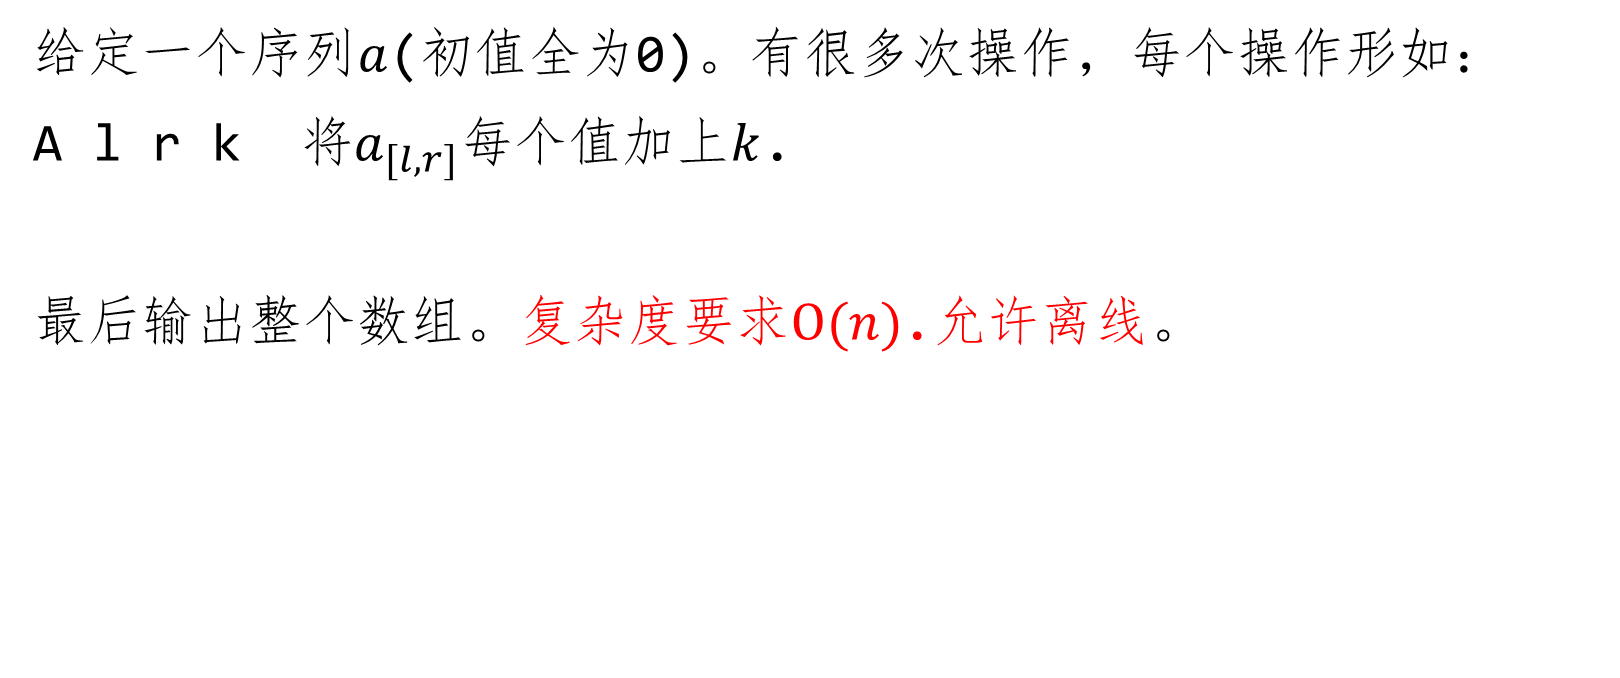 给定一个序列a(初值全为0)。有很多次操作，每个操作形如：
A l r k 将a[l,r]每个值加上k.
最后输出整个数组。复杂度要求O(n).允许离线。